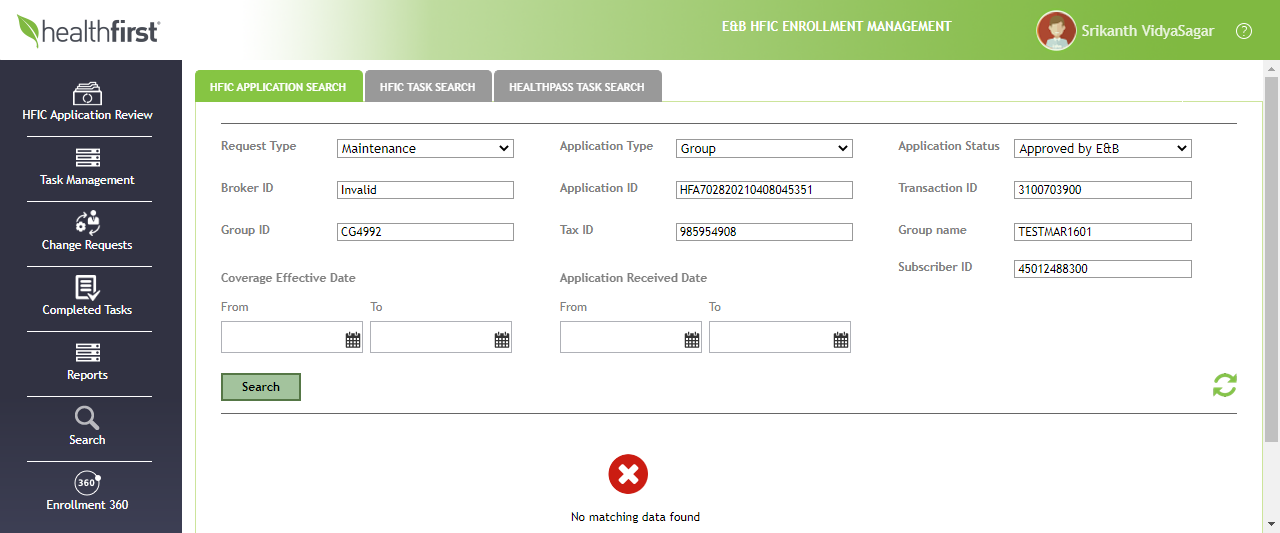 healthfirst
E&B HFIC ENROLLMENT MANAGEMENT
Srikanth VidyaSagar
?
HFIC Application Review
Task Management
Change Requests
Completed Tasks
Reports
Search
360
Enrollment 360
HFIC APPLICATION SEARCH
HFIC TASK SEARCH
HEALTHPASS TASK SEARCH
Request Type Maintenance Application Type Group Application Status Approved by E&B
Broker ID Invalid Application ID HFA702820210408045351 Transaction ID 3100703900
Group ID CG4992 Tax ID 985954908 Group name TESTMAR1601
Subscriber ID 45012488300
Coverage Effective Date Application Received Date
From To From To
Search
No matching data found